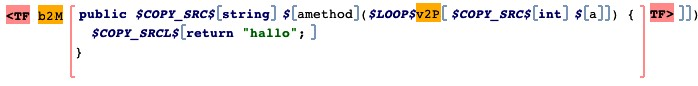 <TF b2M [ public $COPY_SRC$[string] $[amethod]($LOOP$v2P[ $COPY_SRC$[int] $[a]]) { ] TF> ]])
$COPY_SRCL$[return "hallo"; ]
}